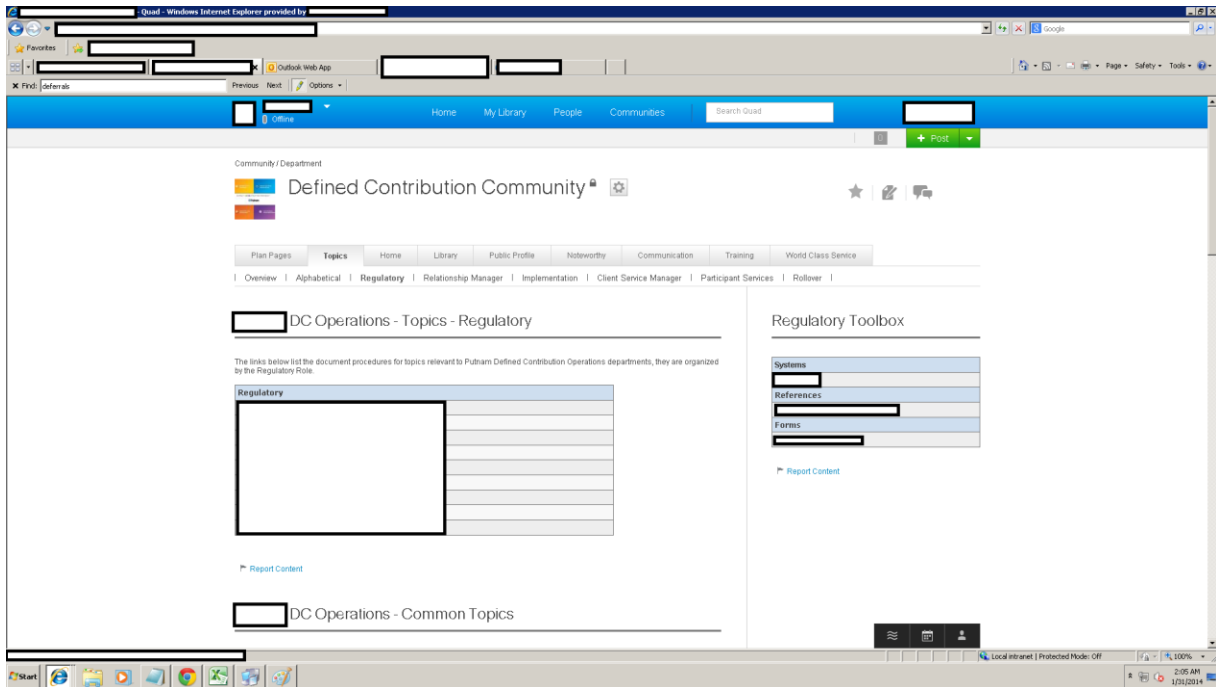 - Quad - Windows Internet Explorer provided by
Google
Favorites
Outlook Web App
Page Safety Tools
Find: deferrals Previous Next Options
Offline
Home My Library People Communities Search Quad
0 + Post
Community / Department
Defined Contribution Community
Plan Pages Topics Home Library Public Profile Noteworthy Communication Training World Class Service
| Overview | Alphabetical | Regulatory | Relationship Manager | Implementation | Client Service Manager | Participant Services | Rollover |
DC Operations - Topics - Regulatory
The links below list the document procedures for topics relevant to Putnam Defined Contribution Operations departments, they are organized
by the Regulatory Role.
Regulatory
Report Content
DC Operations - Common Topics
Regulatory Toolbox
Systems
References
Forms
Report Content
Local intranet | Protected Mode: Off 100%
Start
2:05 AM
1/31/2014